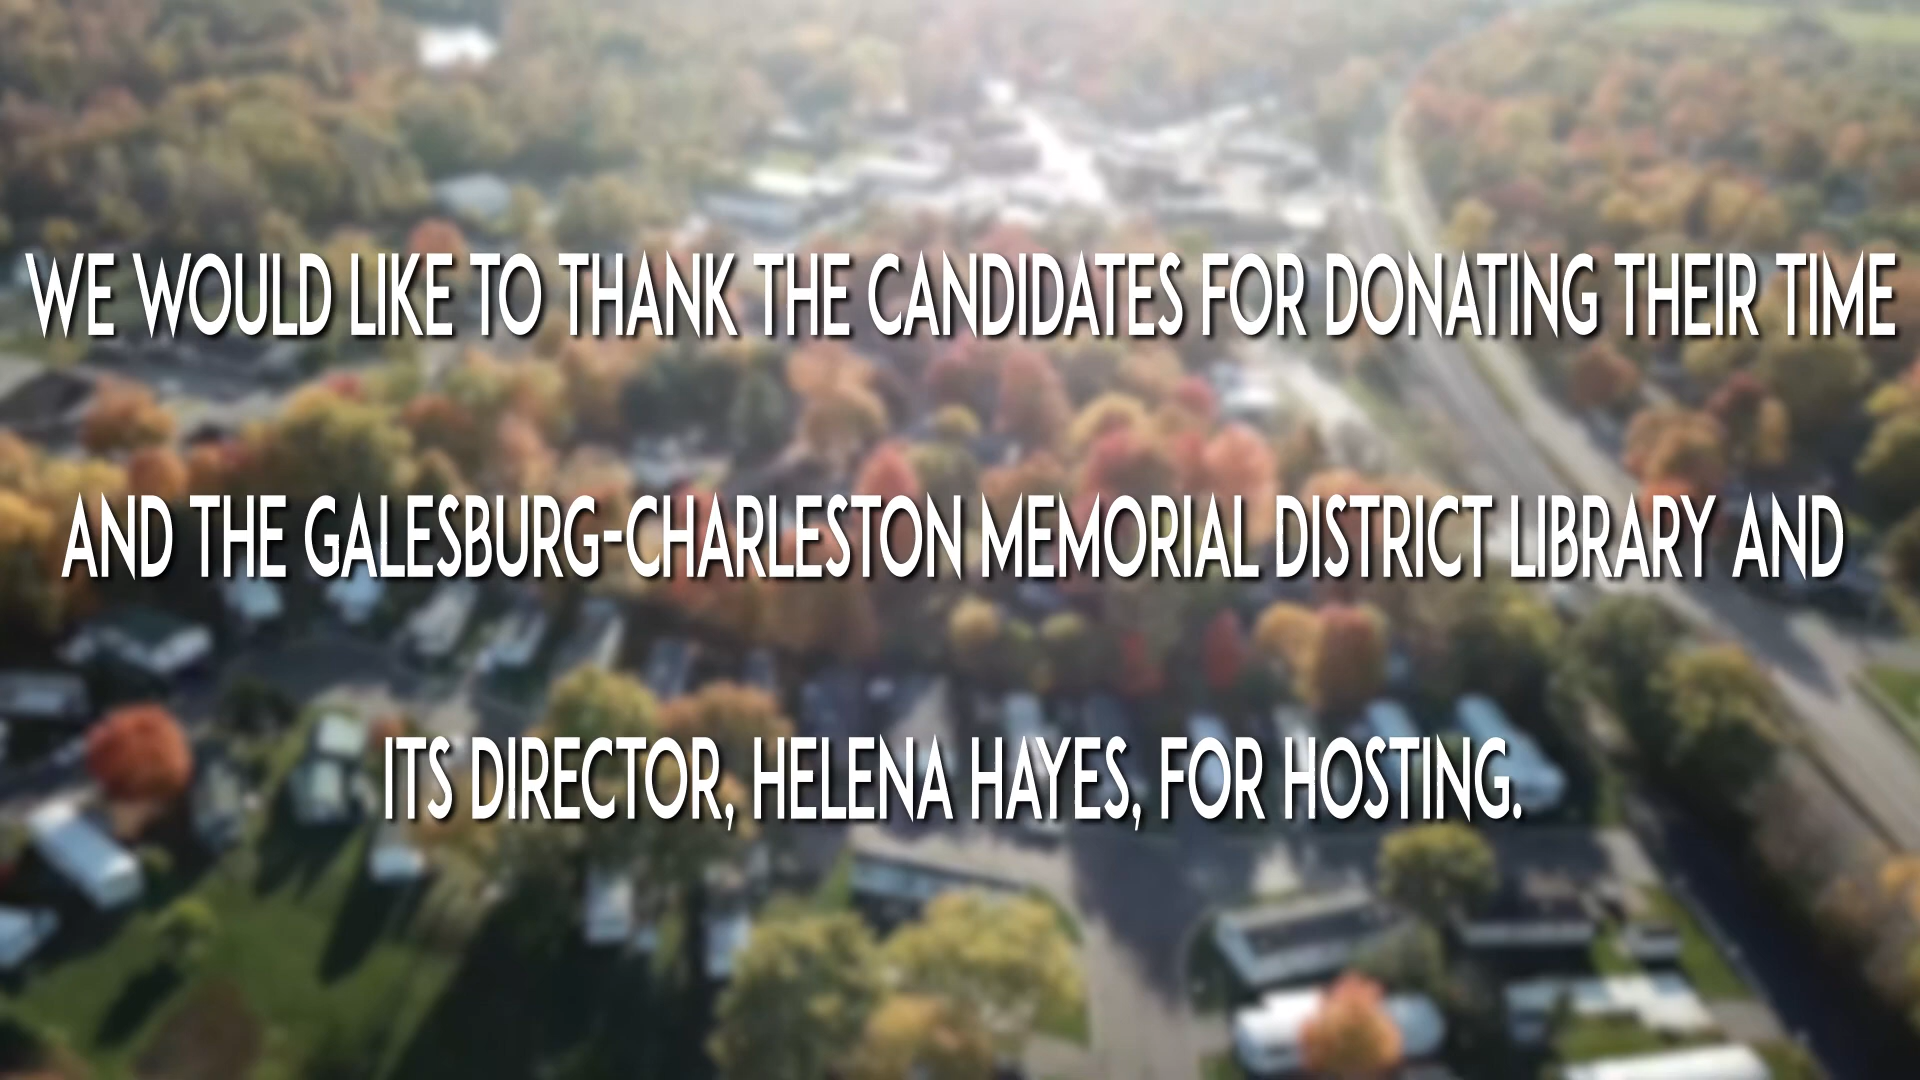 WE WOULD LIKE TO THANK THE CANDIDATES FOR DONATING THEIR TIME
AND THE GALESBURG-CHARLESTON MEMORIAL DISTRICT LIBRARY AND
ITS DIRECTOR, HELENA HAYES, FOR HOSTING.